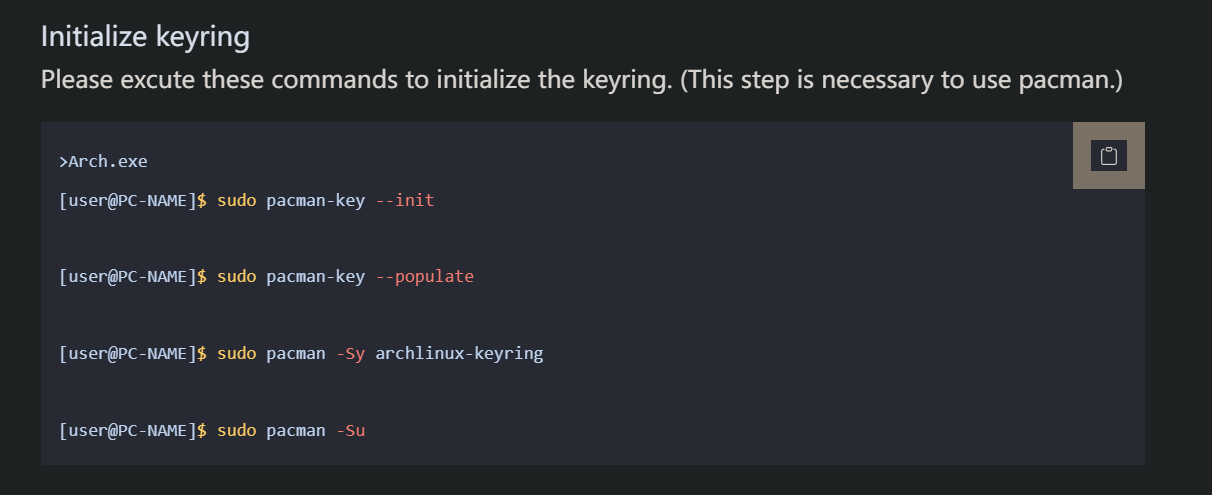 Initialize keyring
Please excute these commands to initialize the keyring. (This step is necessary to use pacman.)
>Arch.exe
[user@PC-NAME]$ sudo pacman-key --init
[user@PC-NAME]$ sudo pacman-key --populate
[user@PC-NAME]$ sudo pacman -Sy archlinux-keyring
[user@PC-NAME]$ sudo pacman -Su